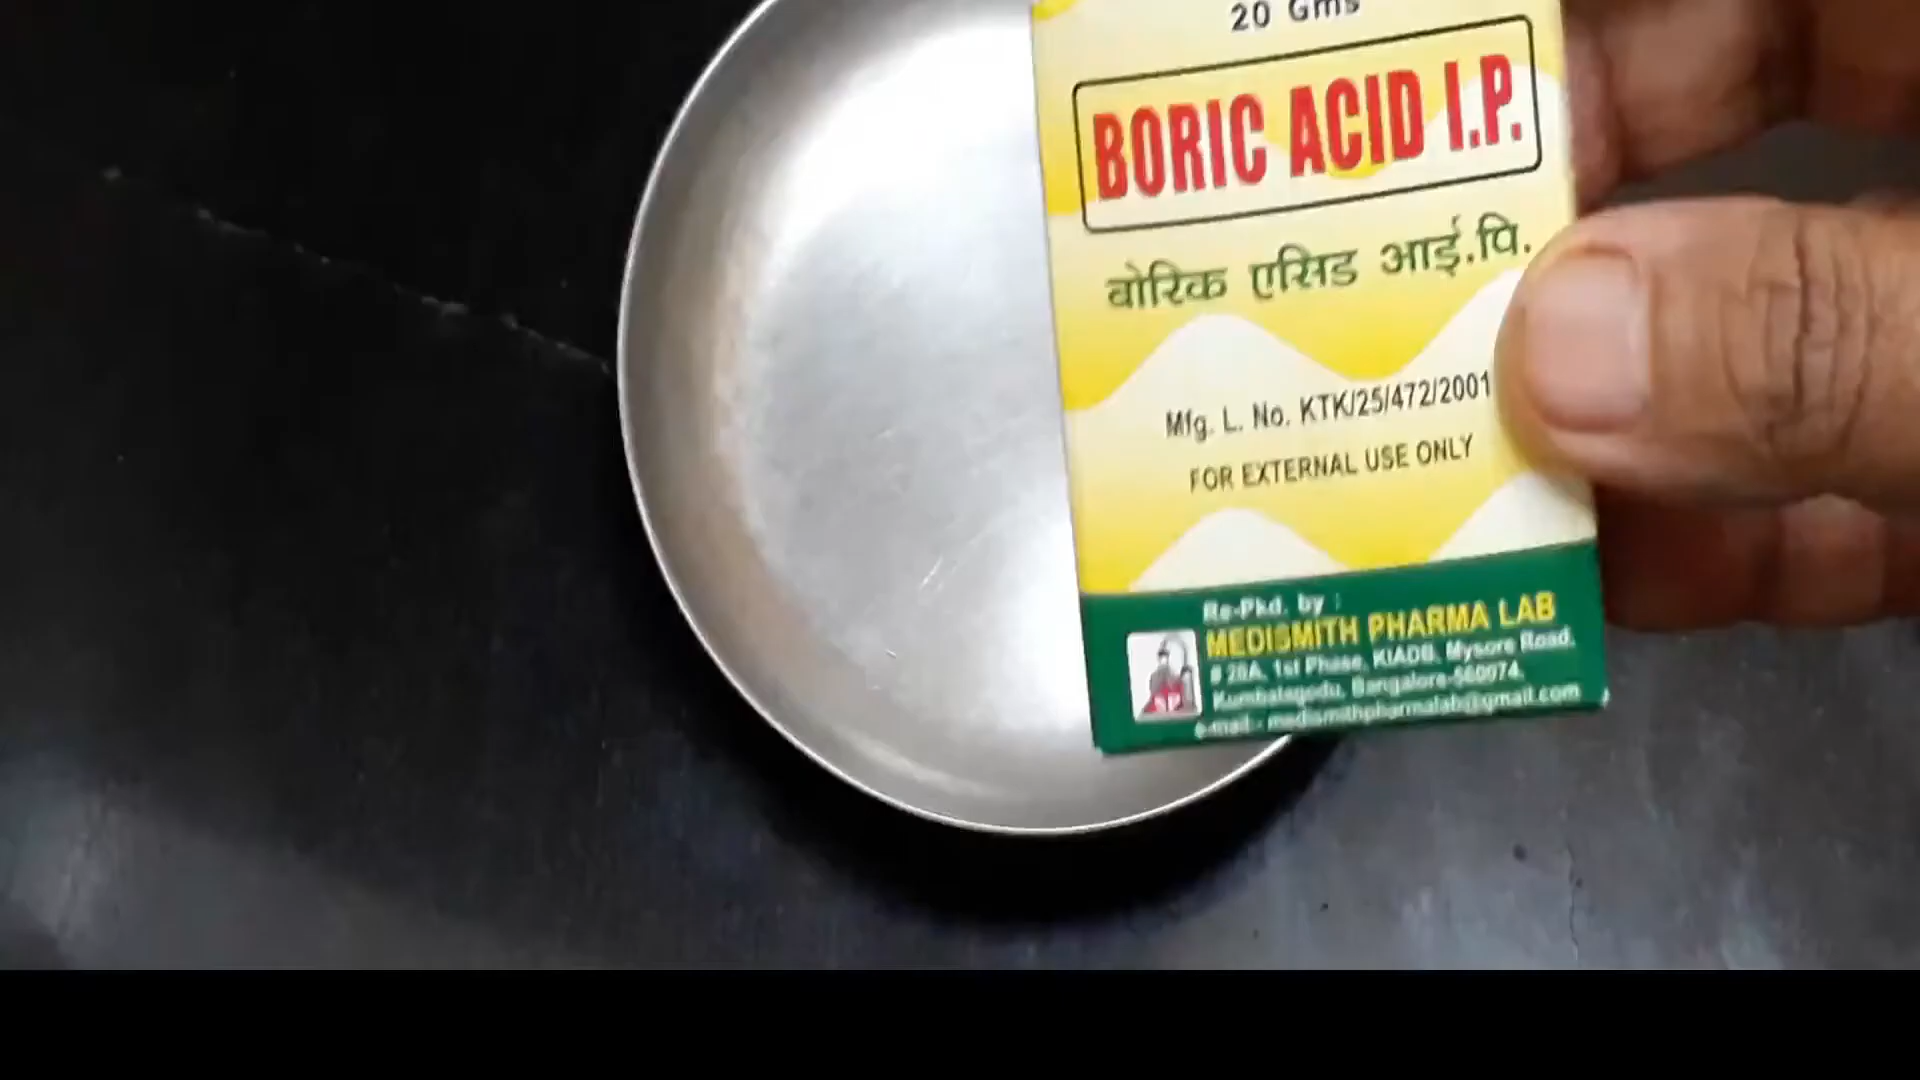 20 Gms
BORIC ACID I.P.
बोरिक एसिड आई.पि.
Mfg. L. No. KTK/25/472/2001
FOR EXTERNAL USE ONLY
Re-Pkd. by :
MEDISMITH PHARMA LAB
# 29A, 1st Phase, KIADB, Mysore Road,
Kumbalagodu, Bangalore-560074.
e-mail:- medismithpharmalab@gmail.com